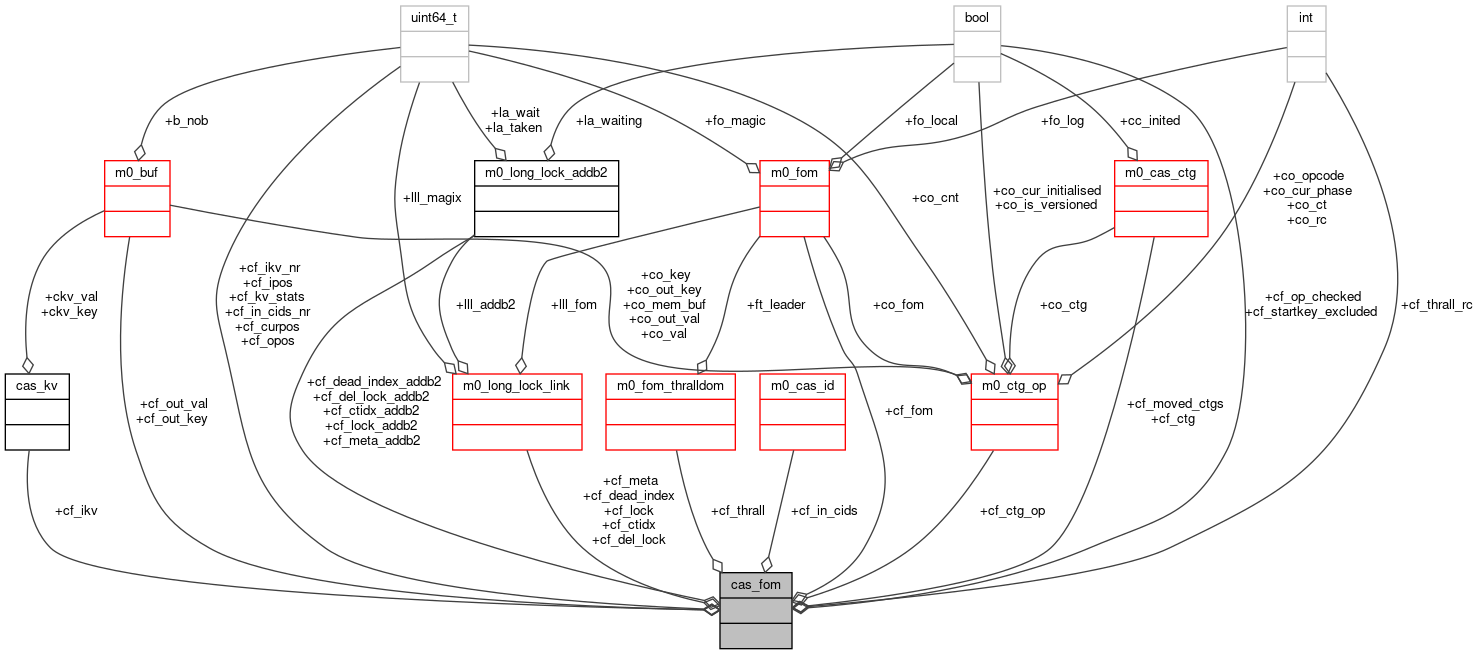 uint64_t
bool
int
+b_nob
+la_wait
+la_taken
+la_waiting
+fo_magic
+fo_local
+fo_log
+cc_inited
m0_buf
m0_long_lock_addb2
m0_fom
m0_cas_ctg
+lll_magix
+co_cnt
+co_cur_initialised
+co_is_versioned
+co_opcode
+co_cur_phase
+co_ct
+co_rc
+ckv_val
+ckv_key
+cf_ikv_nr
+cf_ipos
+cf_kv_stats
+cf_in_cids_nr
+cf_curpos
+cf_opos
+lll_addb2
+lll_fom
+co_key
+co_out_key
+co_mem_buf
+co_out_val
+co_val
+ft_leader
+co_fom
+co_ctg
+cf_op_checked
+cf_startkey_excluded
+cf_thrall_rc
cas_kv
m0_long_lock_link
m0_fom_thralldom
m0_cas_id
m0_ctg_op
+cf_out_val
+cf_out_key
+cf_dead_index_addb2
+cf_del_lock_addb2
+cf_ctidx_addb2
+cf_lock_addb2
+cf_meta_addb2
+cf_fom
+cf_moved_ctgs
+cf_ctg
+cf_ikv
+cf_meta
+cf_dead_index
+cf_lock
+cf_ctidx
+cf_del_lock
+cf_thrall
+cf_in_cids
+cf_ctg_op
cas_fom